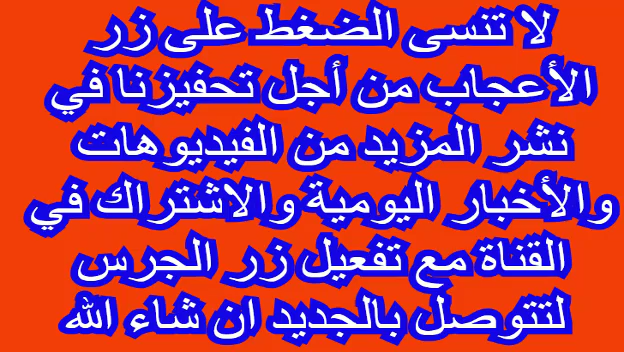 لا تنسى الضغط على زر
الأعجاب من أجل تحفيزنا في
نشر المزيد من الفيديوهات
والأخبار اليومية والاشتراك في
القناة مع تفعيل زر الجرس
لتتوصل بالجديد ان شاء الله